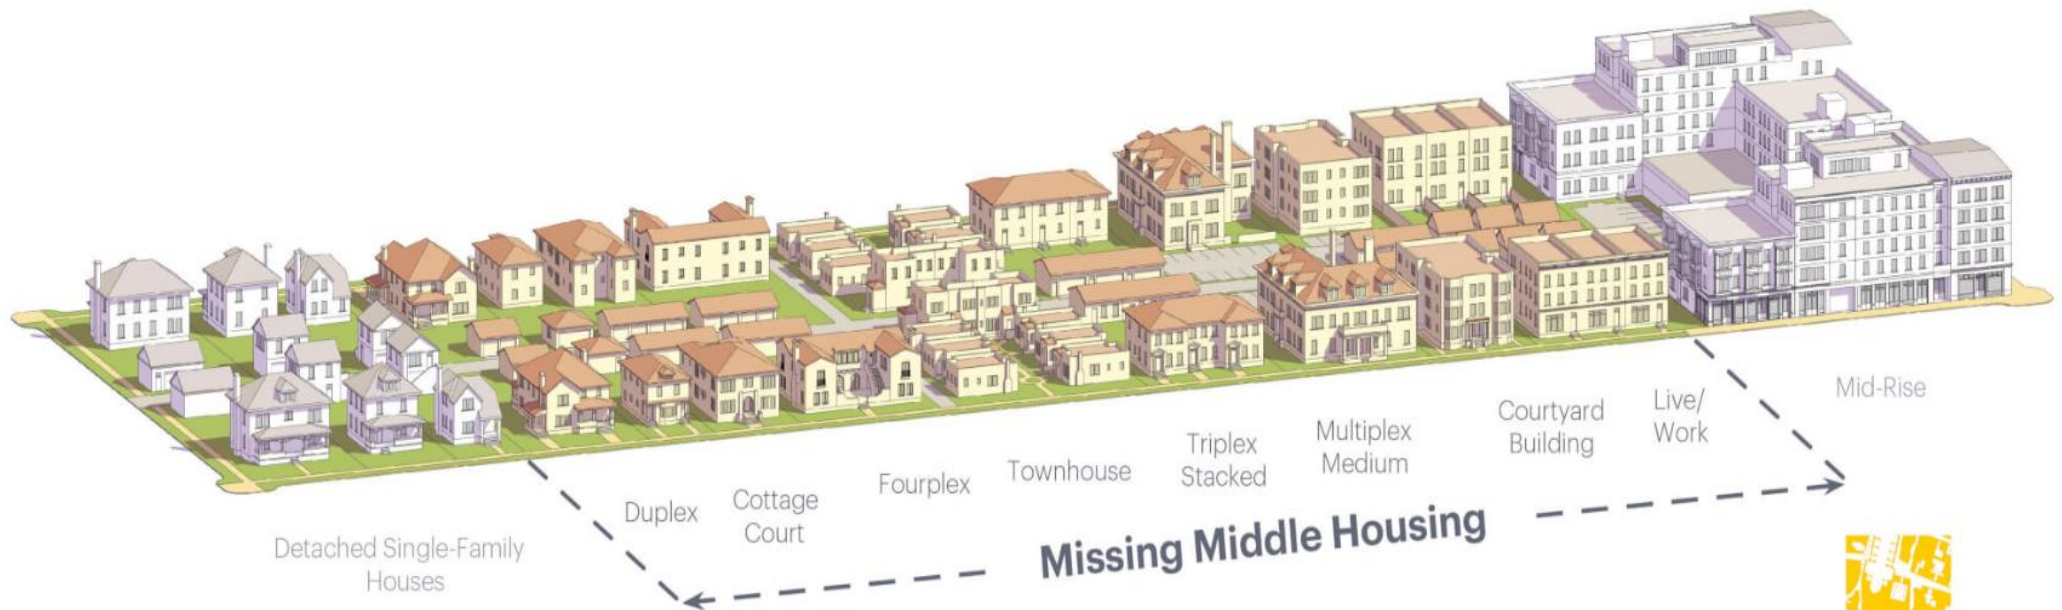 Detached Single-Family
Houses
Duplex
Cottage
Court
Fourplex
Townhouse
Triplex
Stacked
Multiplex
Medium
Courtyard
Building
Live/
Work
Mid-Rise
Missing Middle Housing